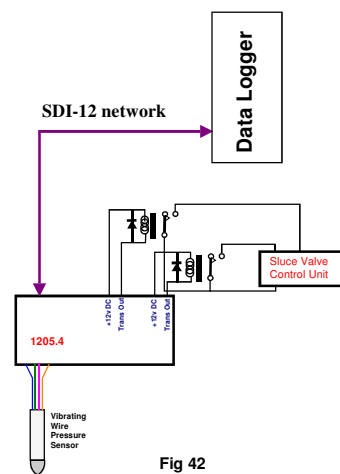 Data Logger
SDI-12 network
Sluce Valve
Control Unit
+12v DC
Trans Out
+12v DC
Trans Out
1205.4
Vibrating
Wire
Pressure
Sensor
Fig 42